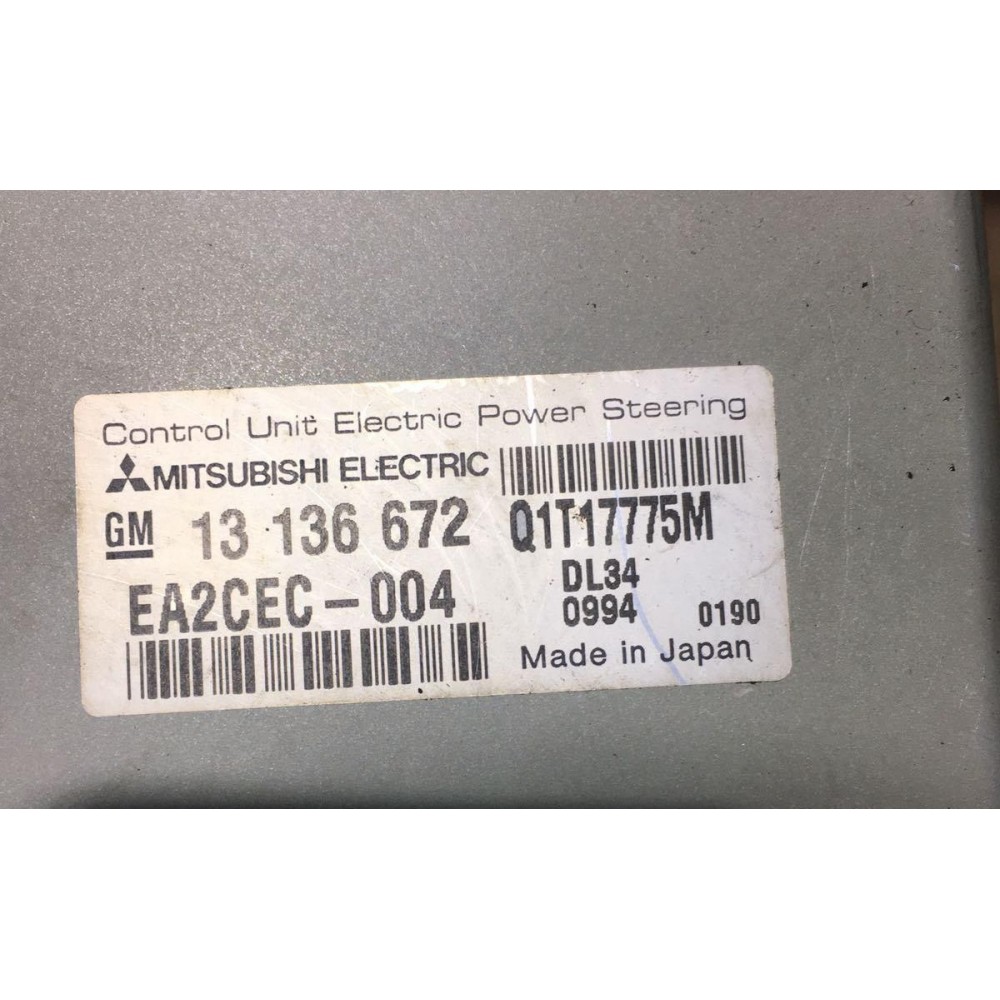 Control Unit Electric Power Steering
MITSUBISHI ELECTRIC
GM 13 136 672 Q1T17775M
EA2CEC-004 DL34
0994 0190
Made in Japan